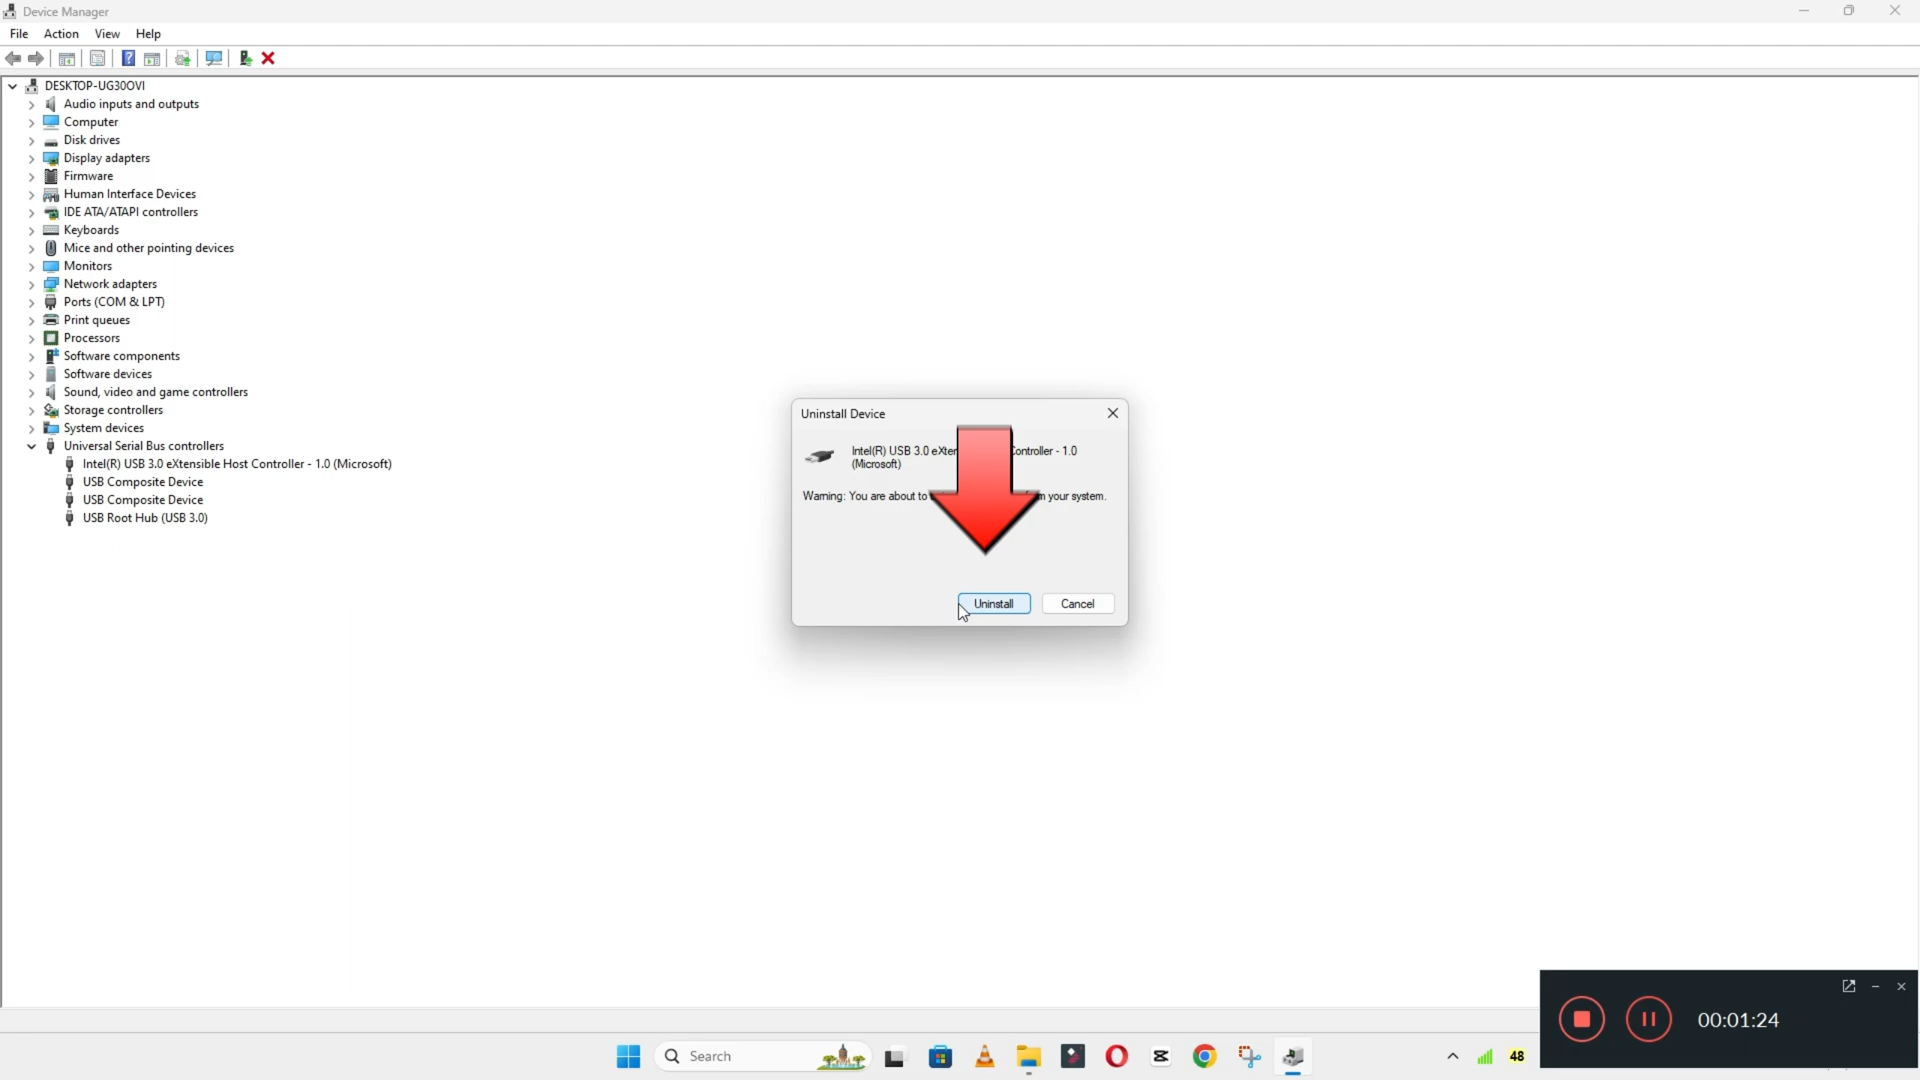 Device Manager
File Action View Help
DESKTOP-UG30OVI
Audio inputs and outputs
Computer
Disk drives
Display adapters
Firmware
Human Interface Devices
IDE ATA/ATAPI controllers
Keyboards
Mice and other pointing devices
Monitors
Network adapters
Ports (COM & LPT)
Print queues
Processors
Software components
Software devices
Sound, video and game controllers
Storage controllers
System devices
Universal Serial Bus controllers
Intel(R) USB 3.0 eXtensible Host Controller - 1.0 (Microsoft)
USB Composite Device
USB Composite Device
USB Root Hub (USB 3.0)
Uninstall Device
Intel(R) USB 3.0 Controller - 1.0
(Microsoft)
Warning: You are about to your system.
Uninstall Cancel
00:01:24
Search
48